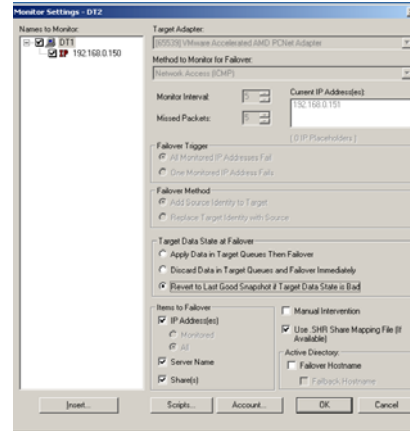 Monitor Settings - DT2
Names to Monitor:
DT1
IP 192.168.0.150
Target Adapter:
[65539] VMware Accelerated AMD PCNet Adapter
Method to Monitor for Failover:
Network Access (ICMP)
Monitor Interval: 5
Missed Packets: 5
Current IP Address(es):
192.168.0.151
( 0 IP Placeholders )
Failover Trigger
All Monitored IP Addresses Fail
One Monitored IP Address Fails
Failover Method
Add Source Identity to Target
Replace Target Identity with Source
Target Data State at Failover
Apply Data in Target Queues Then Failover
Discard Data in Target Queues and Failover Immediately
Revert to Last Good Snapshot if Target Data State is Bad
Items to Failover
IP Address(es)
Monitored
All
Server Name
Share(s)
Manual Intervention
Use .SHR Share Mapping File (If
Available)
Active Directory:
Failover Hostname
Failback Hostname
Insert...
Scripts...
Account...
OK
Cancel